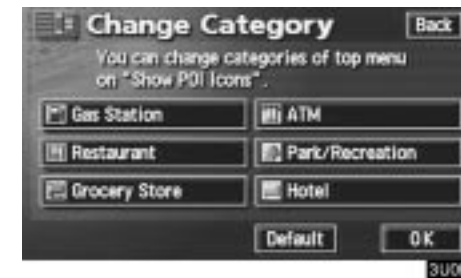 Change Category Back
You can change categories of top menu
on "Show POI Icons".
Gas Station ATM
Restaurant Park/Recreation
Grocery Store Hotel
Default OK